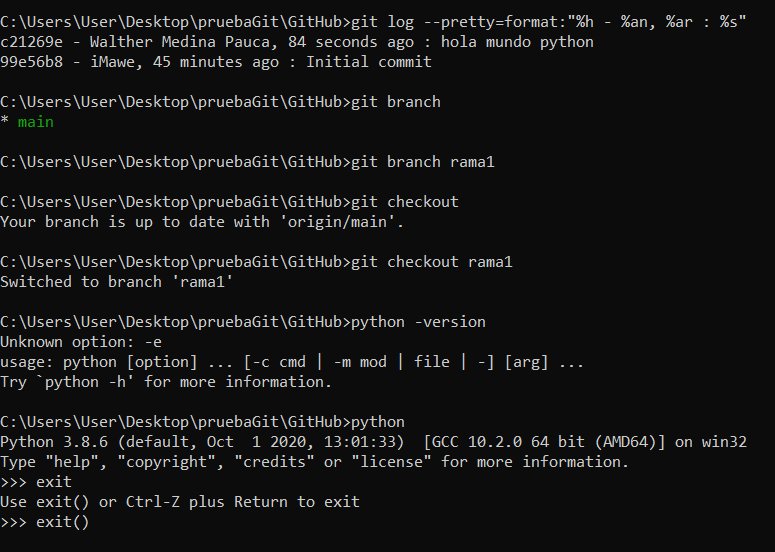 C:\Users\User\Desktop\pruebaGit\GitHub>git log --pretty=format:"%h - %an, %ar : %s"
c21269e - Walther Medina Pauca, 84 seconds ago : hola mundo python
99e56b8 - iMawe, 45 minutes ago : Initial commit
C:\Users\User\Desktop\pruebaGit\GitHub>git branch
* main
C:\Users\User\Desktop\pruebaGit\GitHub>git branch rama1
C:\Users\User\Desktop\pruebaGit\GitHub>git checkout
Your branch is up to date with 'origin/main'.
C:\Users\User\Desktop\pruebaGit\GitHub>git checkout rama1
Switched to branch 'rama1'
C:\Users\User\Desktop\pruebaGit\GitHub>python -version
Unknown option: -e
usage: python [option] ... [-c cmd | -m mod | file | -] [arg] ...
Try `python -h' for more information.
C:\Users\User\Desktop\pruebaGit\GitHub>python
Python 3.8.6 (default, Oct  1 2020, 13:01:33)  [GCC 10.2.0 64 bit (AMD64)] on win32
Type "help", "copyright", "credits" or "license" for more information.
>>> exit
Use exit() or Ctrl-Z plus Return to exit
>>> exit()